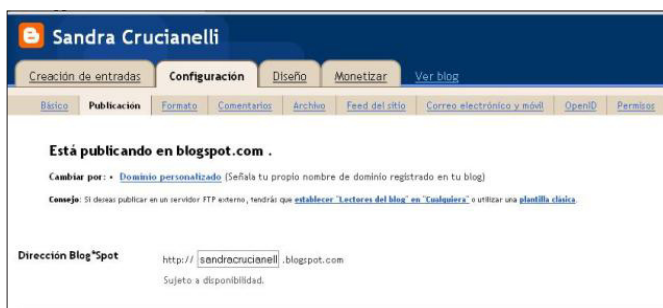 Sandra Crucianelli
Creación de entradas Configuración Diseño Monetizar Ver blog
Básico Publicación Formato Comentarios Archivo Feed del sitio Correo electrónico y móvil OpenID Permisos
Está publicando en blogspot.com .
Cambiar por: • Dominio personalizado (Señala tu propio nombre de dominio registrado en tu blog)
Consejo: Si deseas publicar en un servidor FTP externo, tendrás que establecer "Lectores del blog" en "Cualquiera" o utilizar una plantilla clásica.
Dirección Blog*Spot http:// sandracrucianell .blogspot.com
Sujeto a disponibilidad.